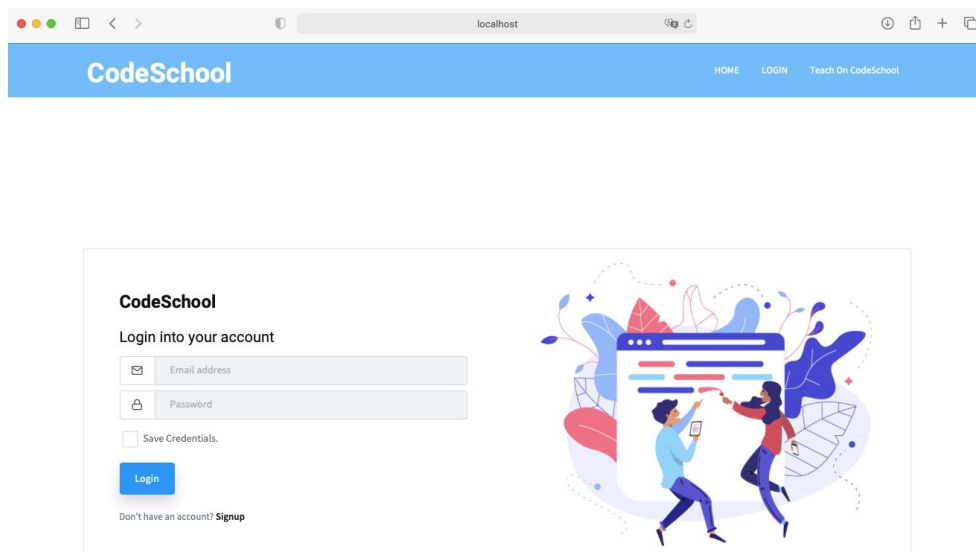 localhost
CodeSchool
HOME LOGIN Teach On CodeSchool
CodeSchool
Login into your account
Email address
Password
Save Credentials.
Login
Don't have an account? Signup